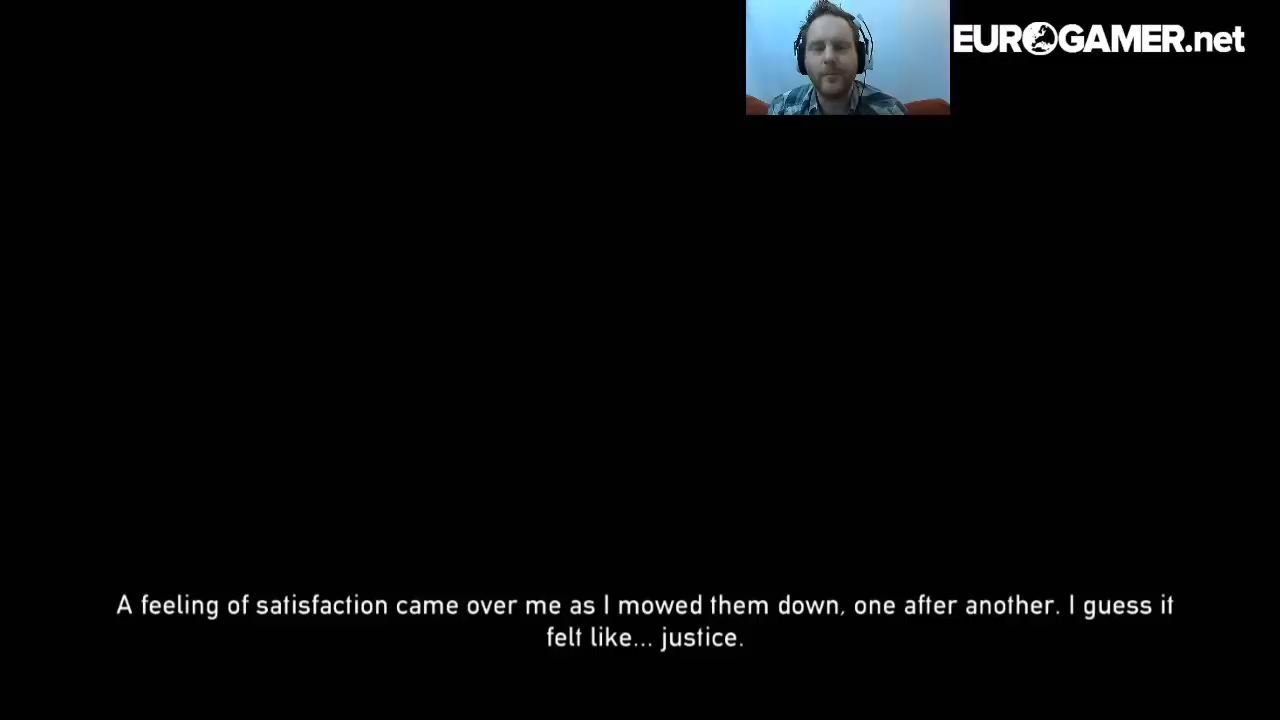 EUROGAMER.net
A feeling of satisfaction came over me as I mowed them down, one after another. I guess it
felt like... justice.